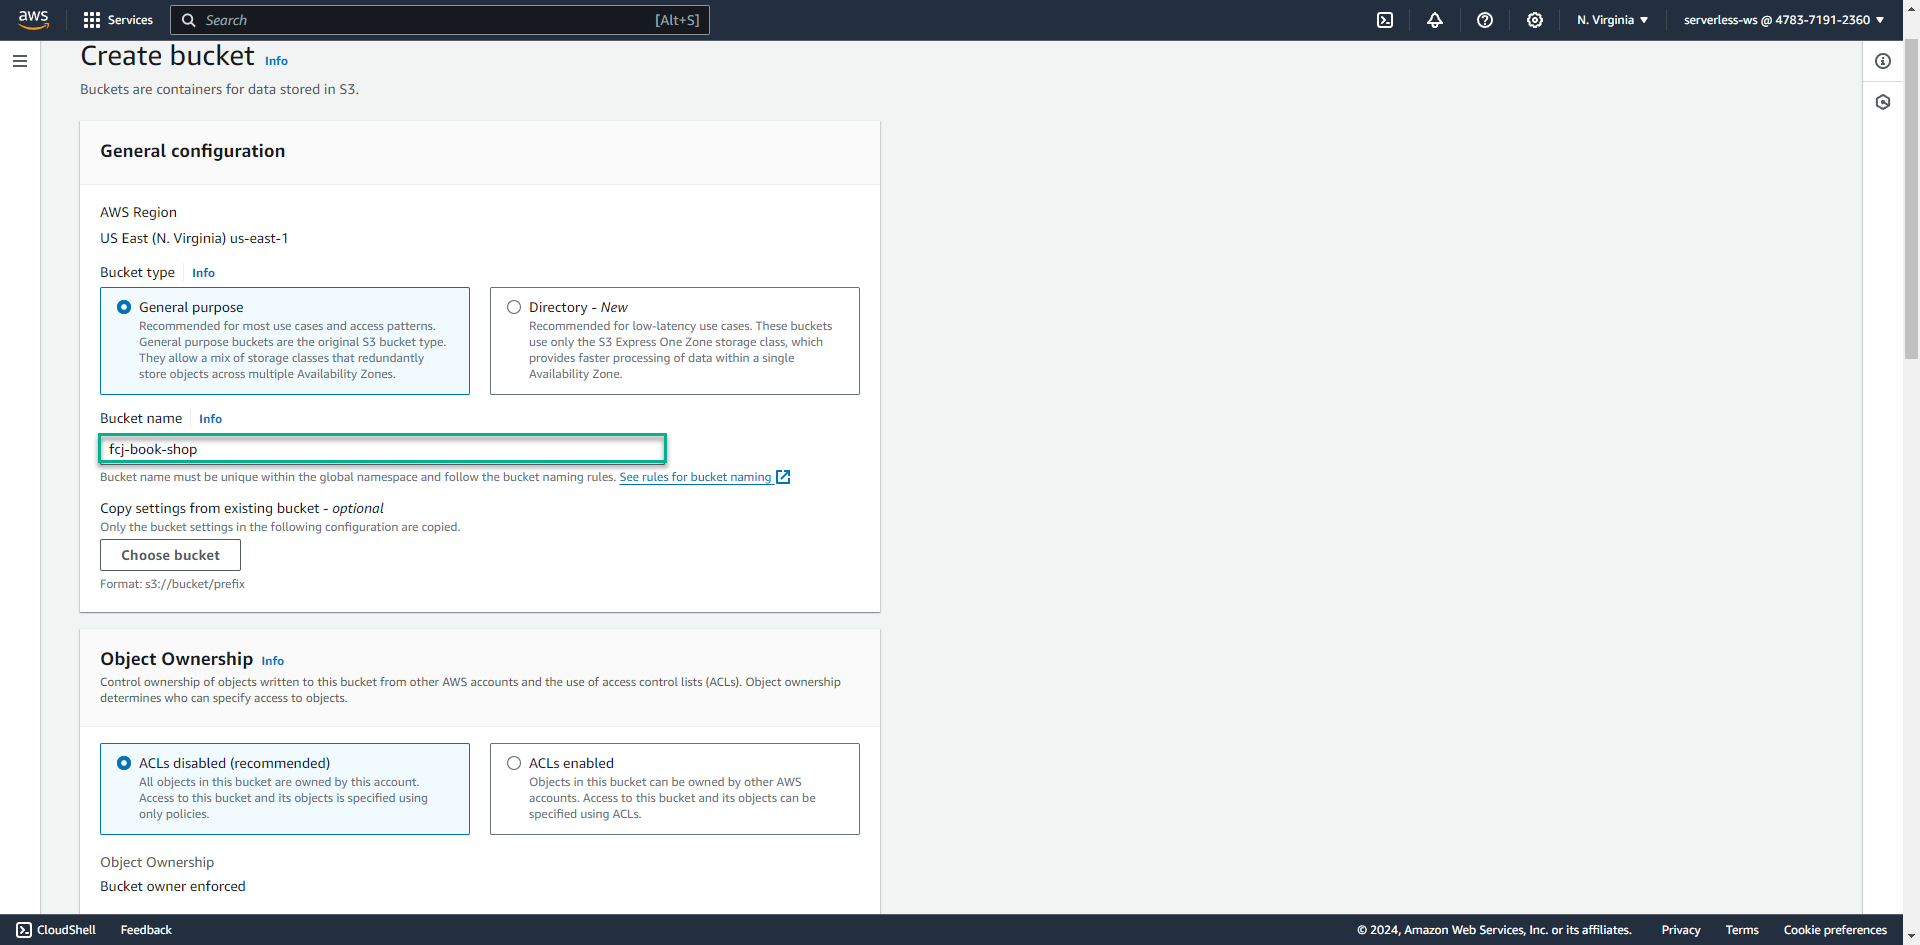 aws Services Search [Alt+S] N. Virginia ▼ serverless-ws @ 4783-7191-2360 ▼
Create bucket Info
Buckets are containers for data stored in S3.
General configuration
AWS Region
US East (N. Virginia) us-east-1
Bucket type Info
General purpose
Recommended for most use cases and access patterns.
General purpose buckets are the original S3 bucket type.
They allow a mix of storage classes that redundantly
store objects across multiple Availability Zones.
Directory - New
Recommended for low-latency use cases. These buckets
use only the S3 Express One Zone storage class, which
provides faster processing of data within a single
Availability Zone.
Bucket name Info
fcj-book-shop
Bucket name must be unique within the global namespace and follow the bucket naming rules. See rules for bucket naming
Copy settings from existing bucket - optional
Only the bucket settings in the following configuration are copied.
Choose bucket
Format: s3://bucket/prefix
Object Ownership Info
Control ownership of objects written to this bucket from other AWS accounts and the use of access control lists (ACLs). Object ownership
determines who can specify access to objects.
ACLs disabled (recommended)
All objects in this bucket are owned by this account.
Access to this bucket and its objects is specified using
only policies.
ACLs enabled
Objects in this bucket can be owned by other AWS
accounts. Access to this bucket and its objects can be
specified using ACLs.
Object Ownership
Bucket owner enforced
CloudShell Feedback © 2024, Amazon Web Services, Inc. or its affiliates. Privacy Terms Cookie preferences